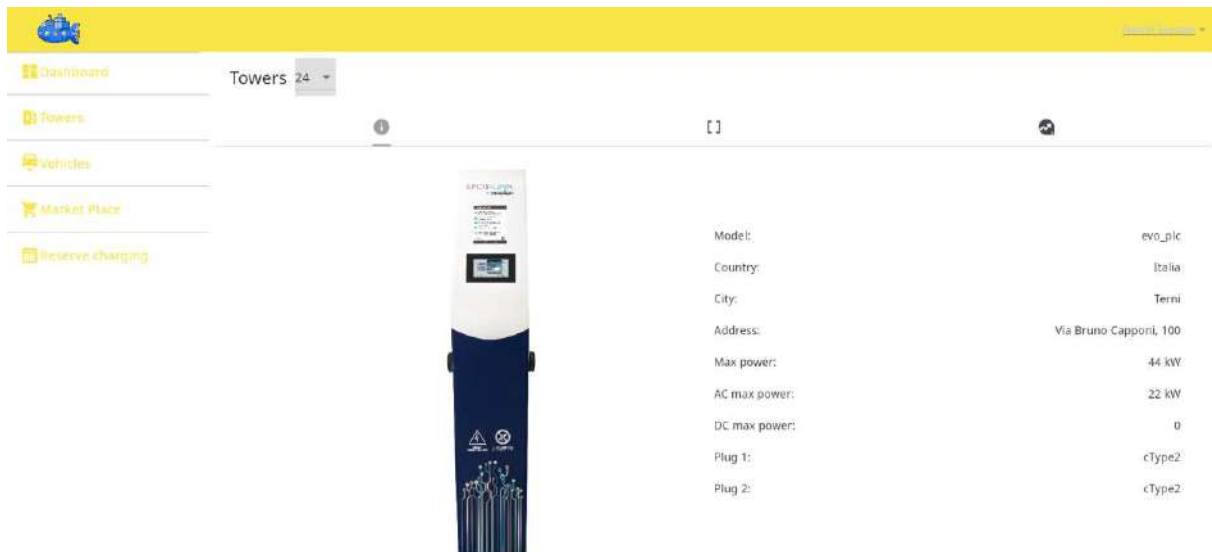 Dashboard
Towers
Vehicles
Market Place
Reserve charging
Towers 24
Model: evo_plc
Country: Italia
City: Terni
Address: Via Bruno Capponi, 100
Max power: 44 kW
AC max power: 22 kW
DC max power: 0
Plug 1: cType2
Plug 2: cType2